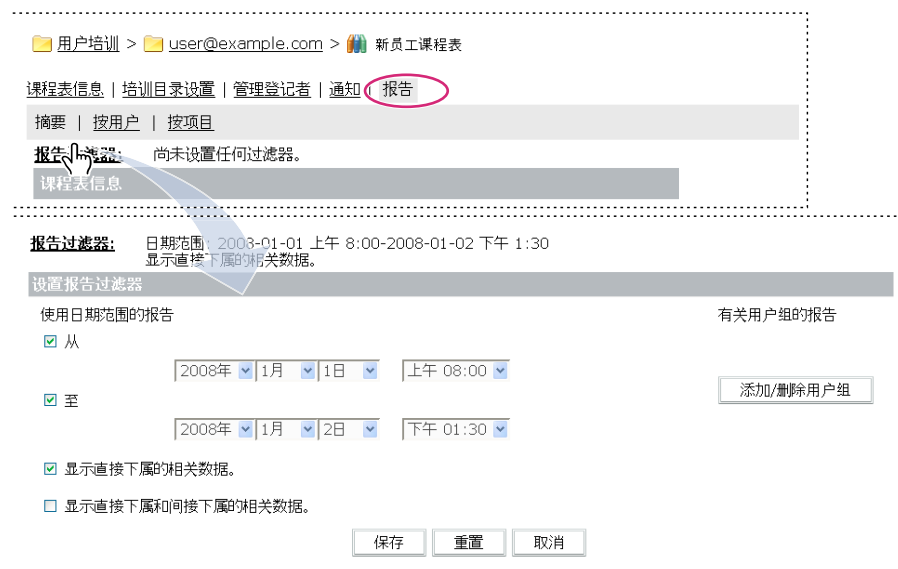 用户培训 > user@example.com > 新员工课程表
课程表信息 | 培训目录设置 | 管理登记者 | 通知 | 报告
摘要 | 按用户 | 按项目
报告过滤器: 尚未设置任何过滤器。
课程表信息
报告过滤器: 日期范围: 2008-01-01 上午 8:00-2008-01-02 下午 1:30
显示直接下属的相关数据。
设置报告过滤器
使用日期范围的报告 有关用户组的报告
从
2008年 1月 1日 上午 08:00
添加/删除用户组
至
2008年 1月 2日 下午 01:30
显示直接下属的相关数据。
显示直接下属和间接下属的相关数据。
保存 重置 取消